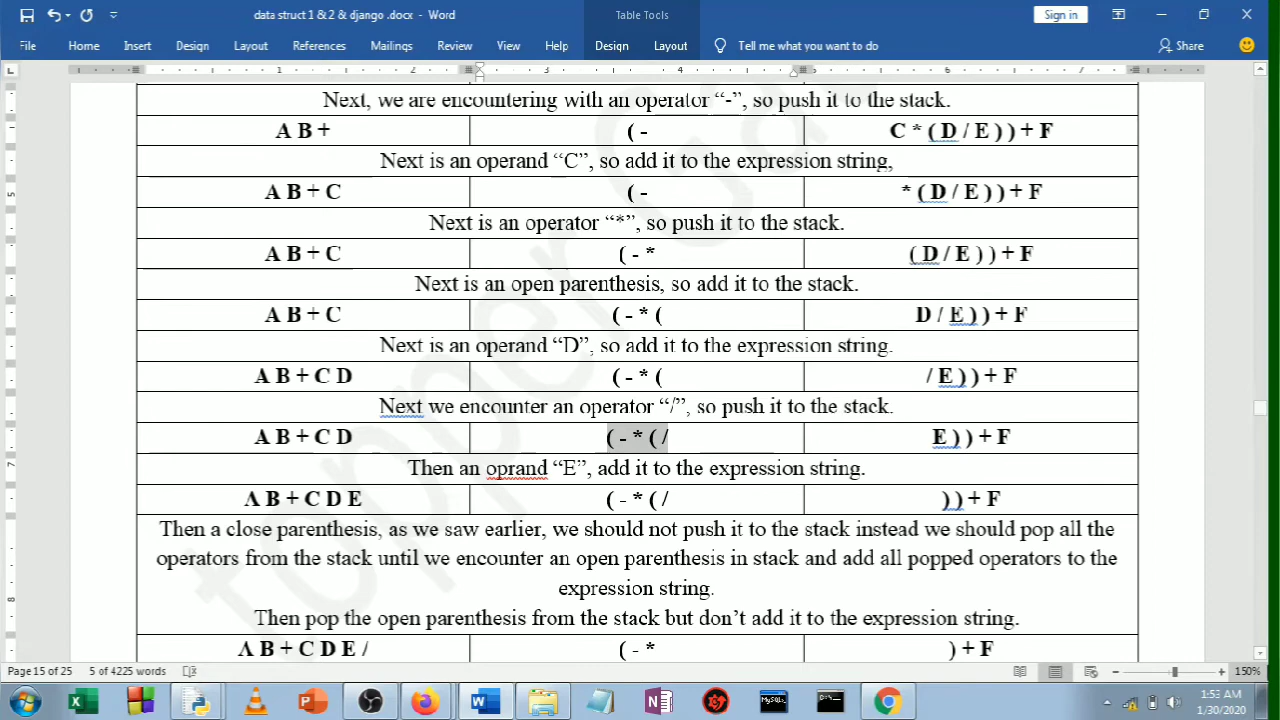 data struct 1 & 2 & django .docx - Word
Table Tools
Sign in
File Home Insert Design Layout References Mailings Review View Help Design Layout Tell me what you want to do Share
1 2 3 4 6 7
Next, we are encountering with an operator “-”, so push it to the stack.
A B + ( - C * ( D / E ) ) + F
Next is an operand “C”, so add it to the expression string,
A B + C ( - * ( D / E ) ) + F
Next is an operator “*”, so push it to the stack.
A B + C ( - * ( D / E ) ) + F
Next is an open parenthesis, so add it to the stack.
A B + C ( - * ( D / E ) ) + F
Next is an operand “D”, so add it to the expression string.
A B + C D ( - * ( / E ) ) + F
Next we encounter an operator “/”, so push it to the stack.
A B + C D ( - * ( / E ) ) + F
Then an oprand “E”, add it to the expression string.
A B + C D E ( - * ( / ) ) + F
Then a close parenthesis, as we saw earlier, we should not push it to the stack instead we should pop all the
operators from the stack until we encounter an open parenthesis in stack and add all popped operators to the
expression string.
Then pop the open parenthesis from the stack but don’t add it to the expression string.
A B + C D E / ( - * ) + F
5
7
8
Page 15 of 25 5 of 4225 words 150%
1:53 AM
1/30/2020